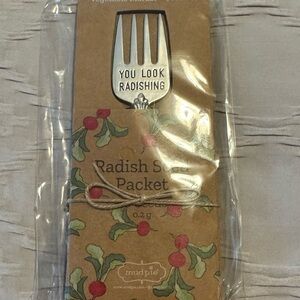 YOU LOOK
RADISHING
Radish Seed
Packet
0.2 g
mud pie